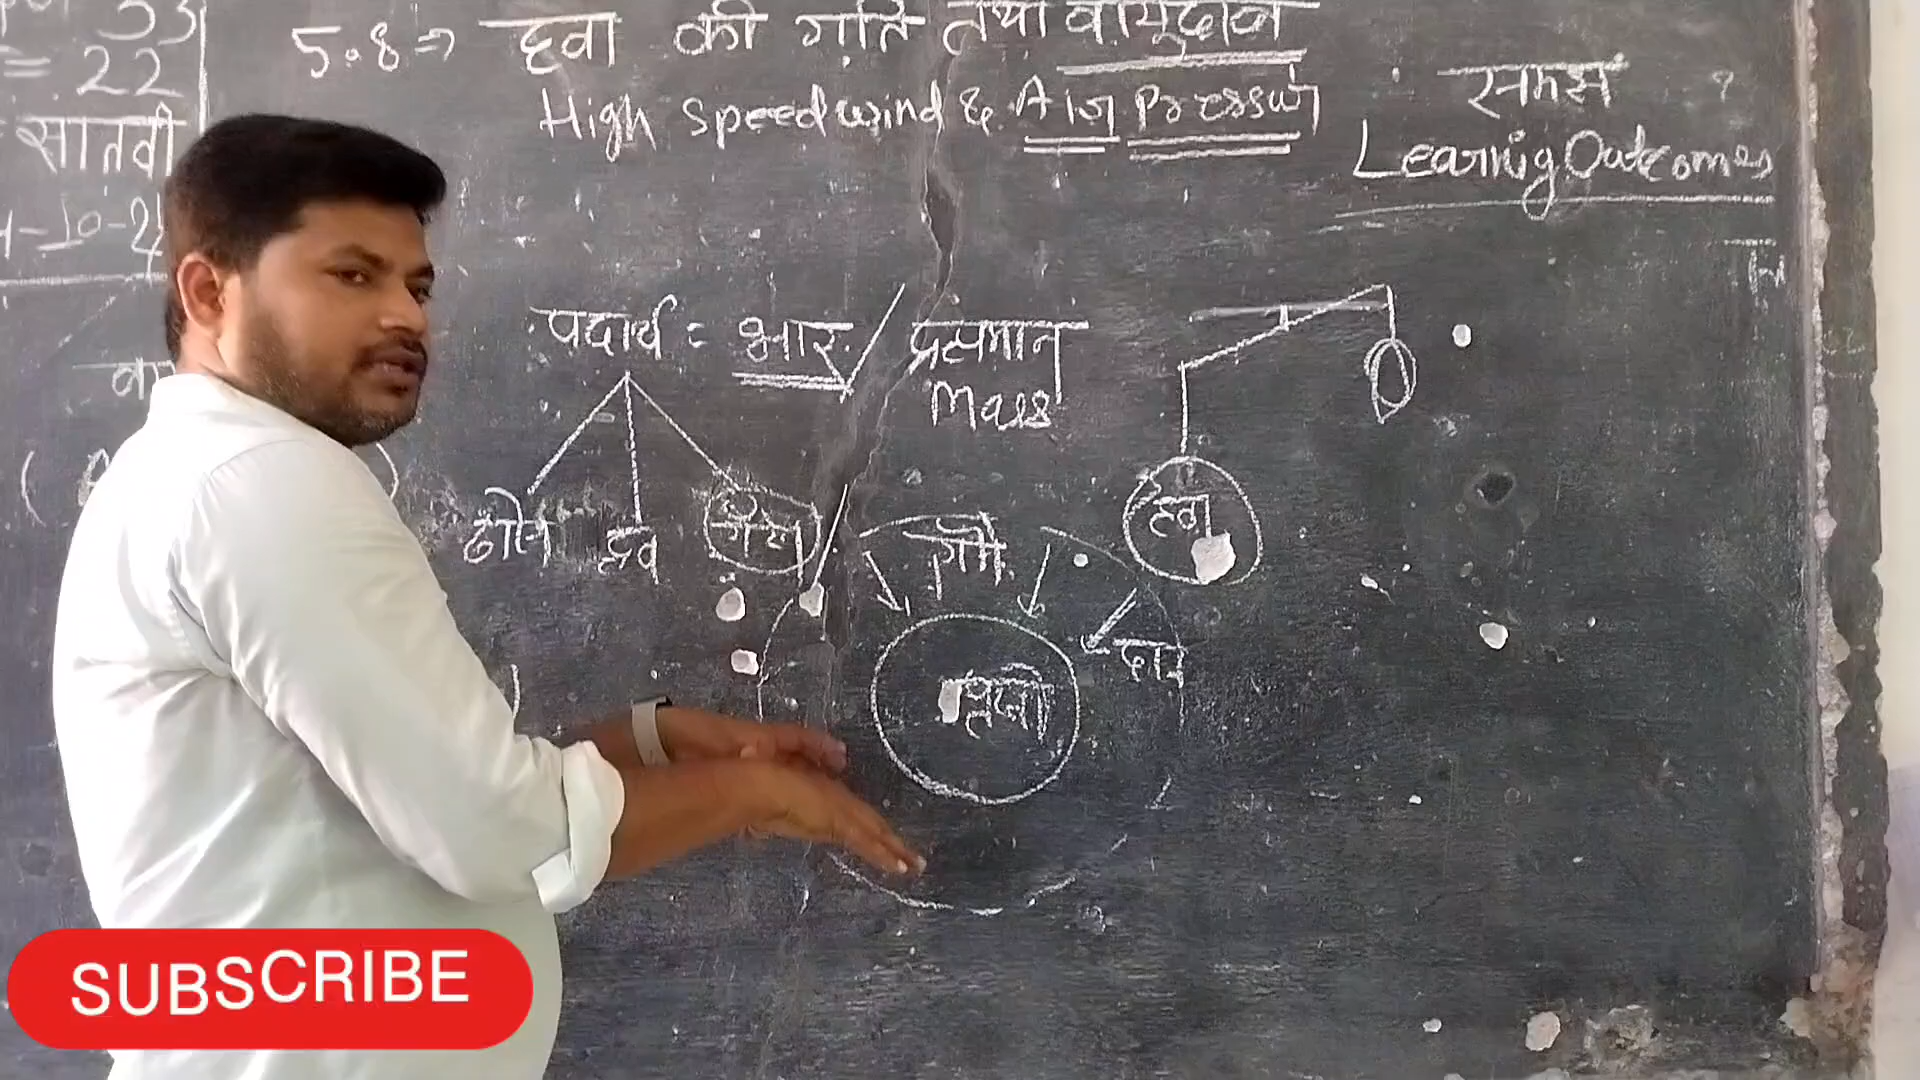 33
= 22
सातवी
5.8 ⇒ हवा की गति तथा वायुदाब
High Speed wind & Air Pressure
Learning Outcomes
पदार्थ = भार / द्रव्यमान
Mass
ठोस द्रव गैस
हवा
गैस
दाब
पृथ्वी
SUBSCRIBE